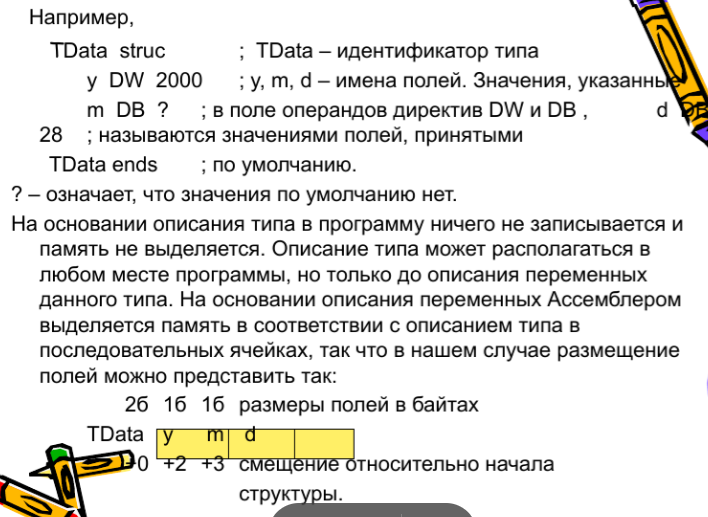 Например,
TData struc ; TData – идентификатор типа
y DW 2000 ; y, m, d – имена полей. Значения, указанные
m DB ? ; в поле операндов директив DW и DB , d DB
28 ; называются значениями полей, принятыми
TData ends ; по умолчанию.
? – означает, что значения по умолчанию нет.
На основании описания типа в программу ничего не записывается и
память не выделяется. Описание типа может располагаться в
любом месте программы, но только до описания переменных
данного типа. На основании описания переменных Ассемблером
выделяется память в соответствии с описанием типа в
последовательных ячейках, так что в нашем случае размещение
полей можно представить так:
2б 1б 1б размеры полей в байтах
TData y m d
+0 +2 +3 смещение относительно начала
структуры.